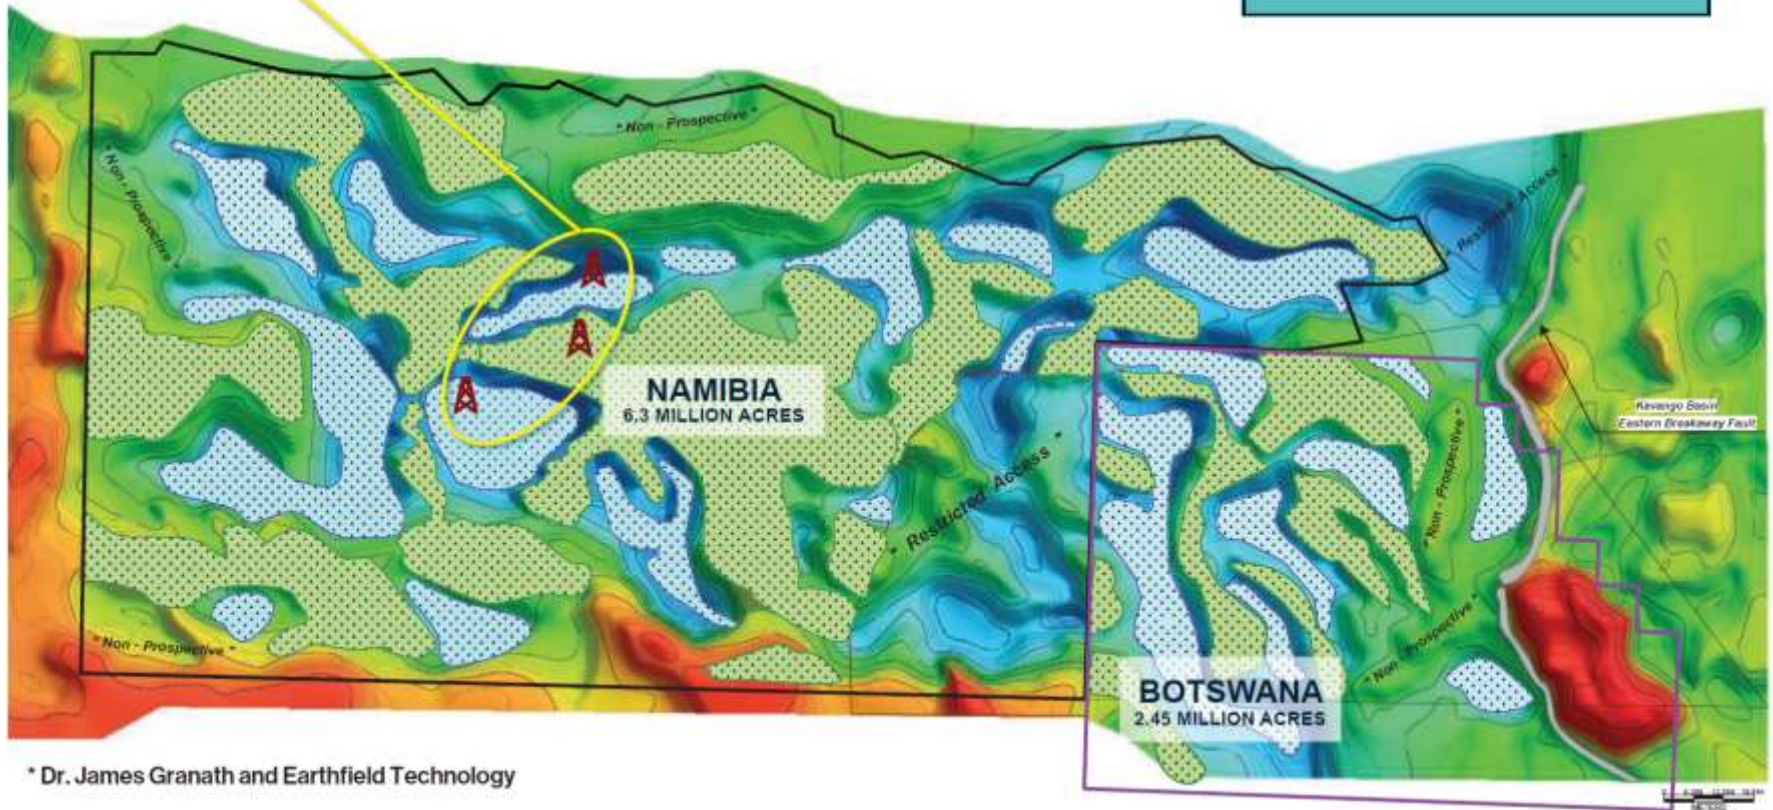 " Non - Prospective "
" Non - Prospective "
" Restricted Access "
NAMIBIA
6.3 MILLION ACRES
Kavango Basin
Eastern Breakaway Fault
" Restricted Access "
" Non - Prospective "
" Non - Prospective "
" Non - Prospective "
BOTSWANA
2.45 MILLION ACRES
* Dr. James Granath and Earthfield Technology
METERS